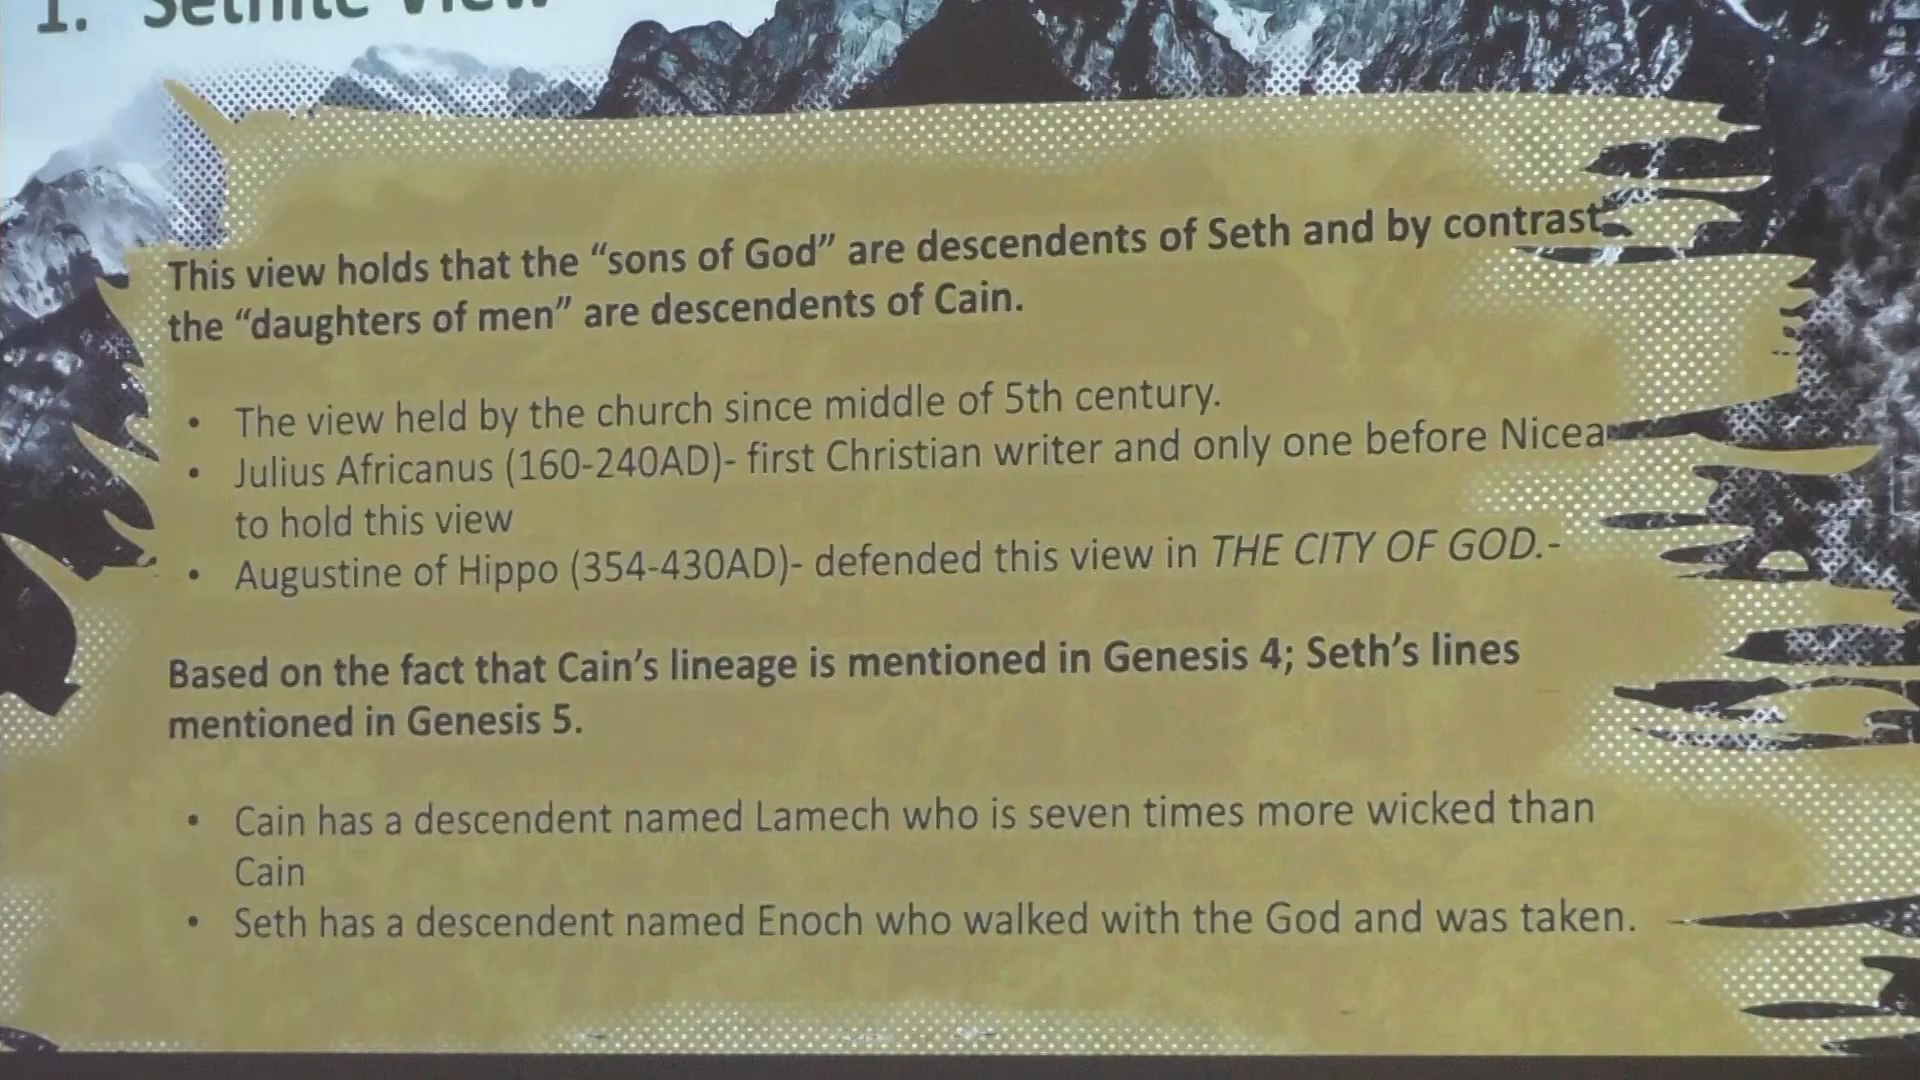 1. Sethite View
This view holds that the “sons of God” are descendents of Seth and by contrast,
the “daughters of men” are descendents of Cain.
• The view held by the church since middle of 5th century.
• Julius Africanus (160-240AD)- first Christian writer and only one before Nicea
to hold this view
• Augustine of Hippo (354-430AD)- defended this view in THE CITY OF GOD.-
Based on the fact that Cain’s lineage is mentioned in Genesis 4; Seth’s lines
mentioned in Genesis 5.
• Cain has a descendent named Lamech who is seven times more wicked than
Cain
• Seth has a descendent named Enoch who walked with the God and was taken.